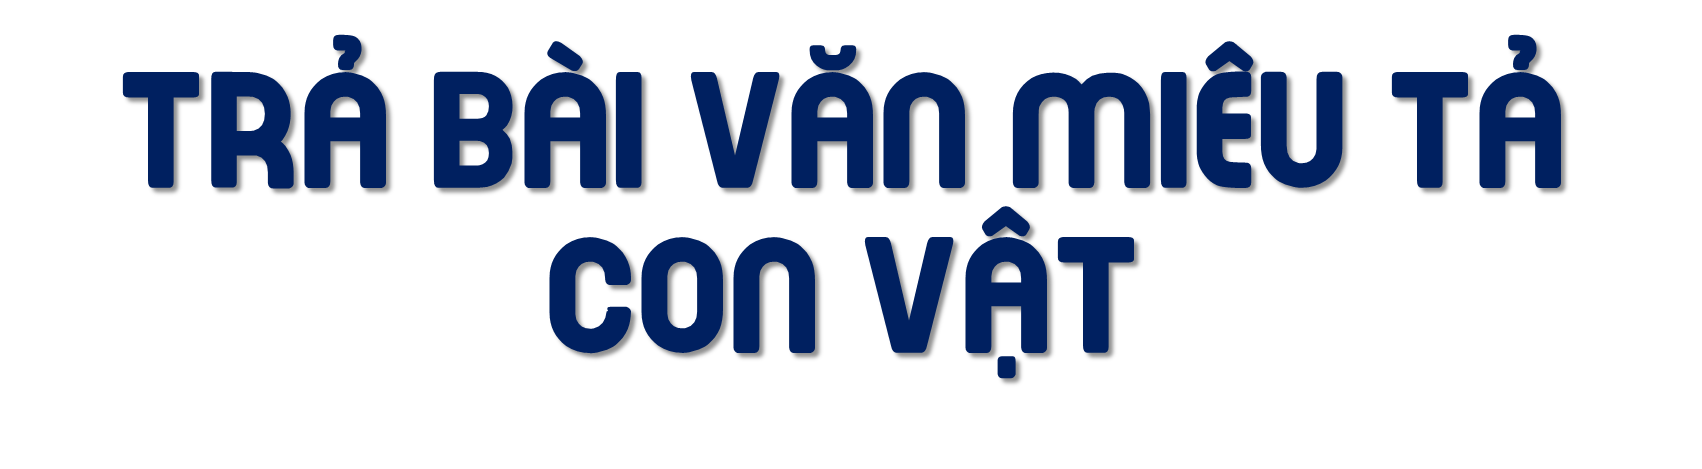 TRẢ BÀI VĂN MIÊU TẢ
CON VẬT